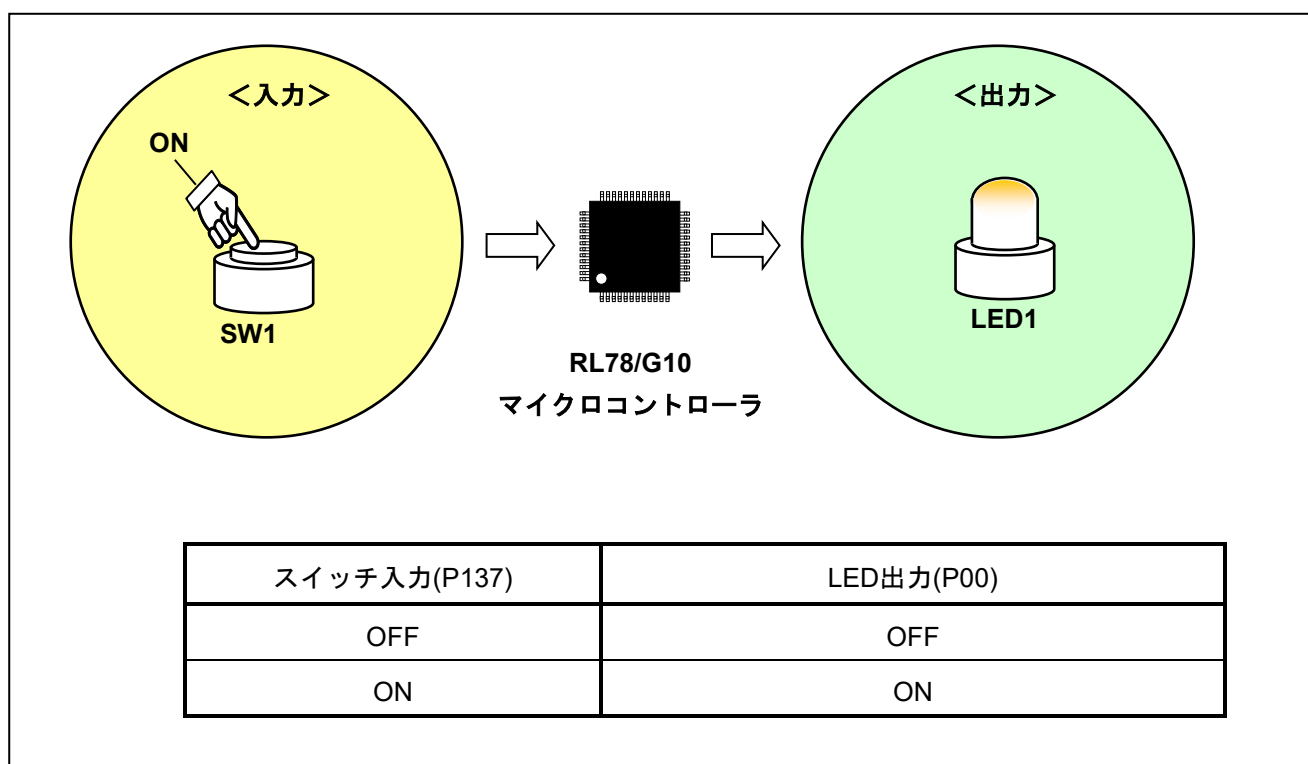 ＜入力＞
ON
SW1
RL78/G10
マイクロコントローラ
＜出力＞
LED1
スイッチ入力(P137) LED出力(P00)
OFF OFF
ON ON